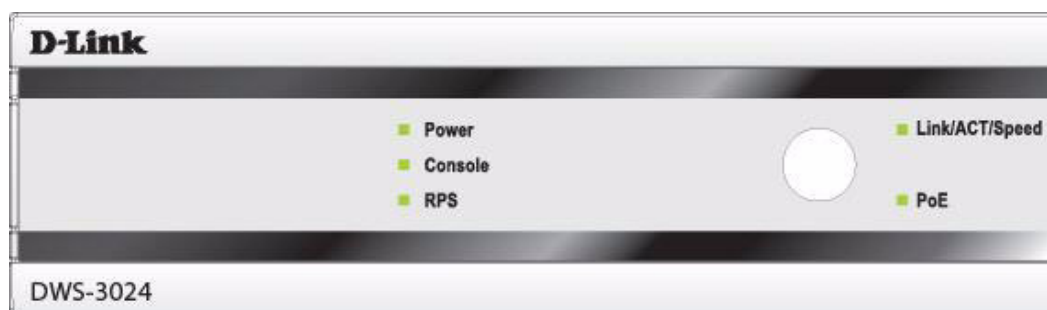 D-Link
Power
Console
RPS
Link/ACT/Speed
PoE
DWS-3024